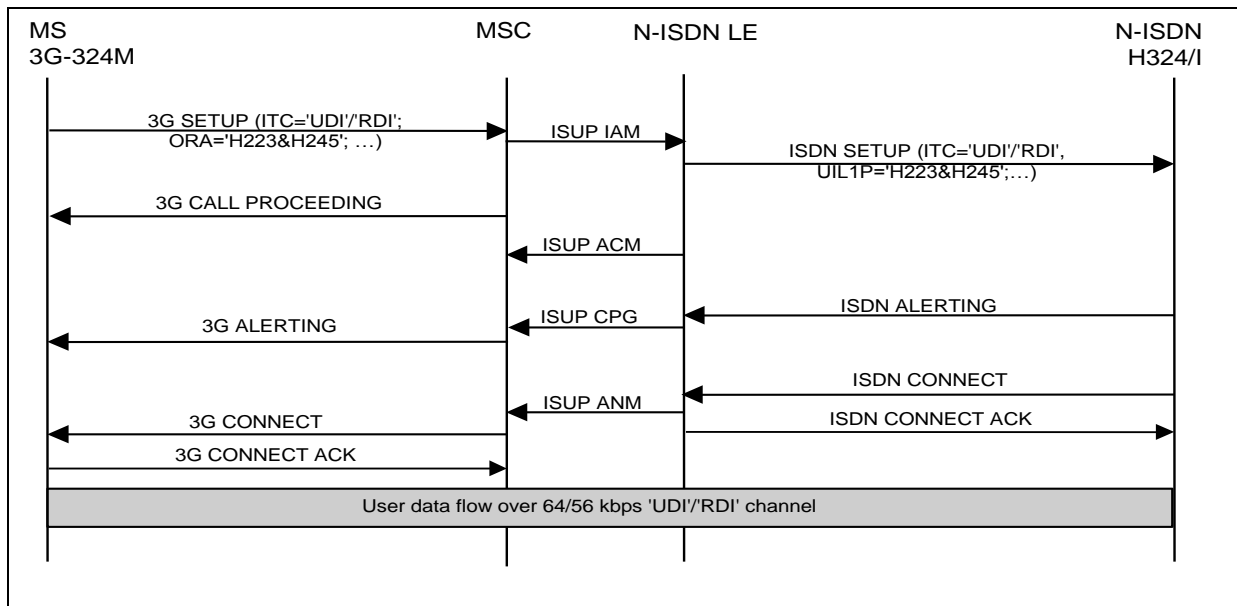 MS
3G-324M
MSC
N-ISDN LE
N-ISDN
H324/I
3G SETUP (ITC='UDI'/'RDI';
ORA='H223&H245'; …)
ISUP IAM
ISDN SETUP (ITC='UDI'/'RDI',
UIL1P='H223&H245';…)
3G CALL PROCEEDING
ISUP ACM
ISDN ALERTING
ISUP CPG
3G ALERTING
ISDN CONNECT
ISUP ANM
3G CONNECT
ISDN CONNECT ACK
3G CONNECT ACK
User data flow over 64/56 kbps 'UDI'/'RDI' channel